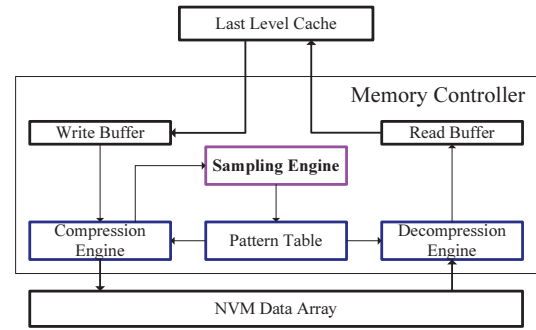 Last Level Cache
Memory Controller
Write Buffer
Read Buffer
Sampling Engine
Compression
Engine
Pattern Table
Decompression
Engine
NVM Data Array